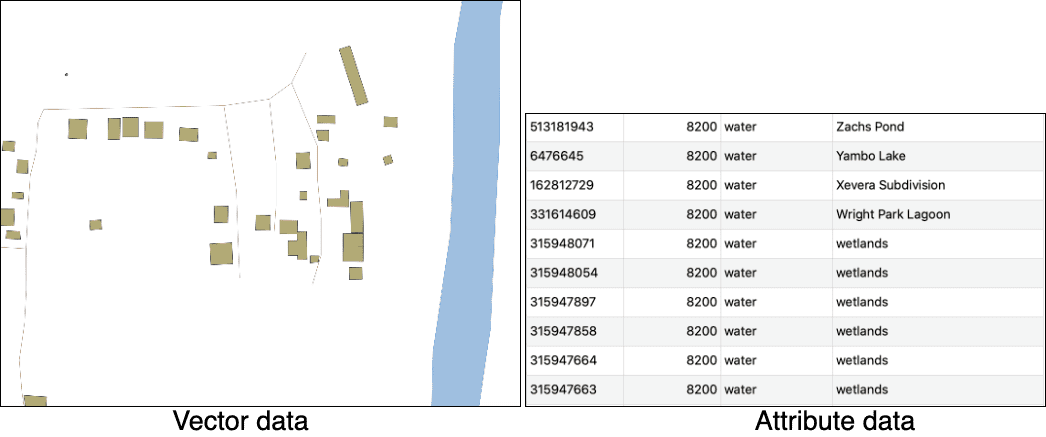 513181943 8200 water Zachs Pond
6476645 8200 water Yambo Lake
162812729 8200 water Xevera Subdivision
331614609 8200 water Wright Park Lagoon
315948071 8200 water wetlands
315948054 8200 water wetlands
315947897 8200 water wetlands
315947858 8200 water wetlands
315947664 8200 water wetlands
315947663 8200 water wetlands
Vector data
Attribute data